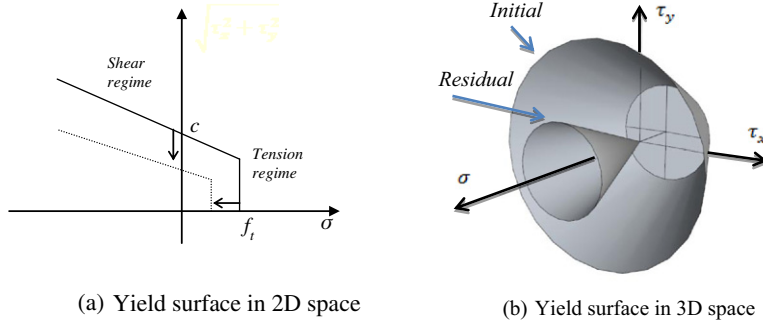 Shear
regime
c
Tension
regime
f_t
σ
(a) Yield surface in 2D space
Initial
Residual
τ_y
τ_x
σ
(b) Yield surface in 3D space